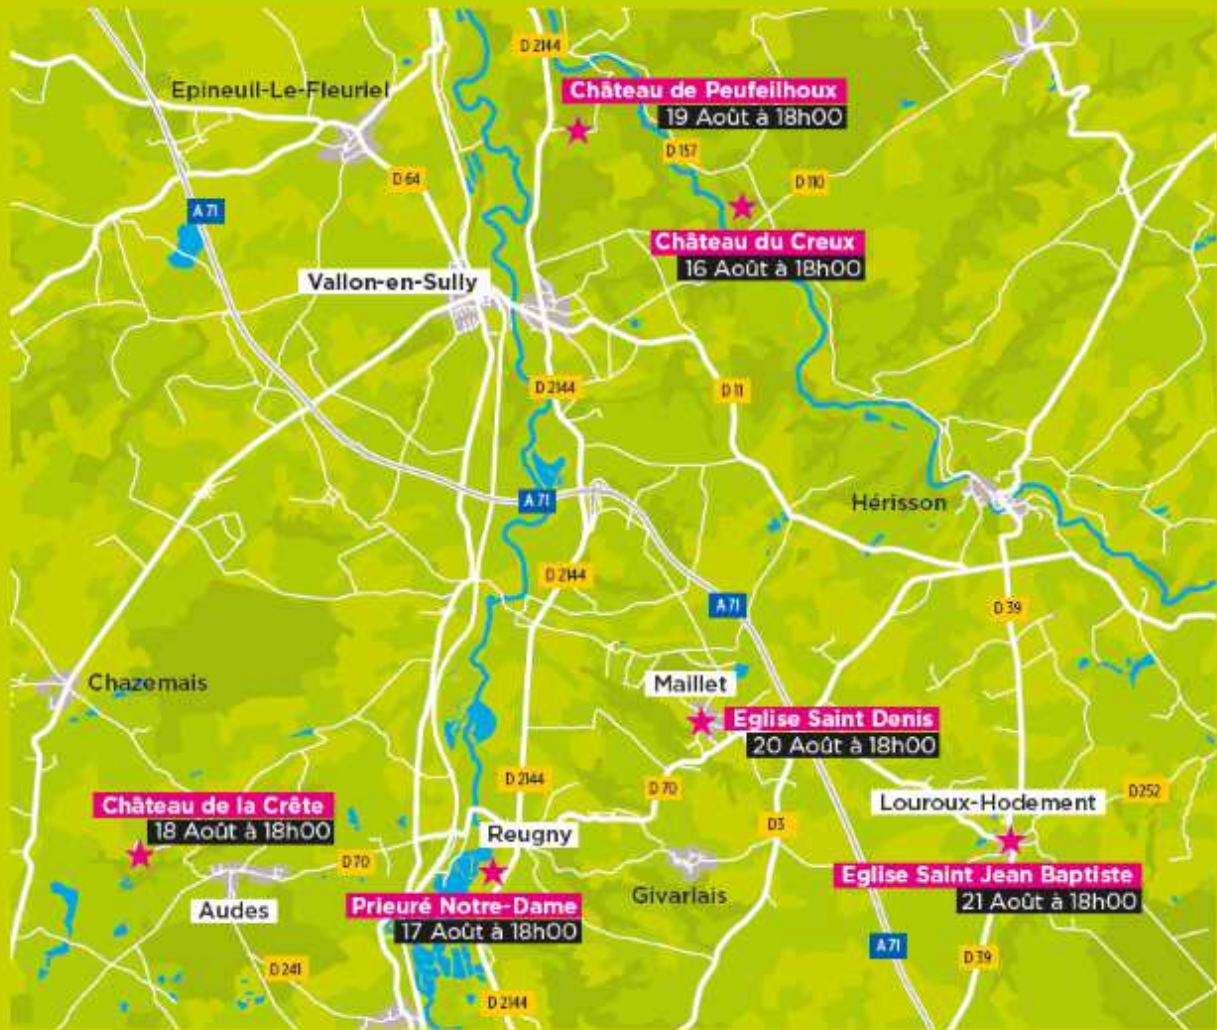 D 2144
Epineuil-Le-Fleuriel
Château de Peufeilhoux
19 Août à 18h00
D 157
D 64
D 110
A 71
Château du Creux
16 Août à 18h00
Vallon-en-Sully
D 2144
D 11
A 71
Hérisson
D 2144
A 71
D 39
Chazemais
Maillet
Eglise Saint Denis
20 Août à 18h00
D 2144
D 70
D252
Château de la Crête
18 Août à 18h00
Louroux-Hodement
D3
Reugny
D 70
Eglise Saint Jean Baptiste
21 Août à 18h00
Givarlais
Audes
Prieuré Notre-Dame
17 Août à 18h00
A 71
D 39
D 241
D 2144